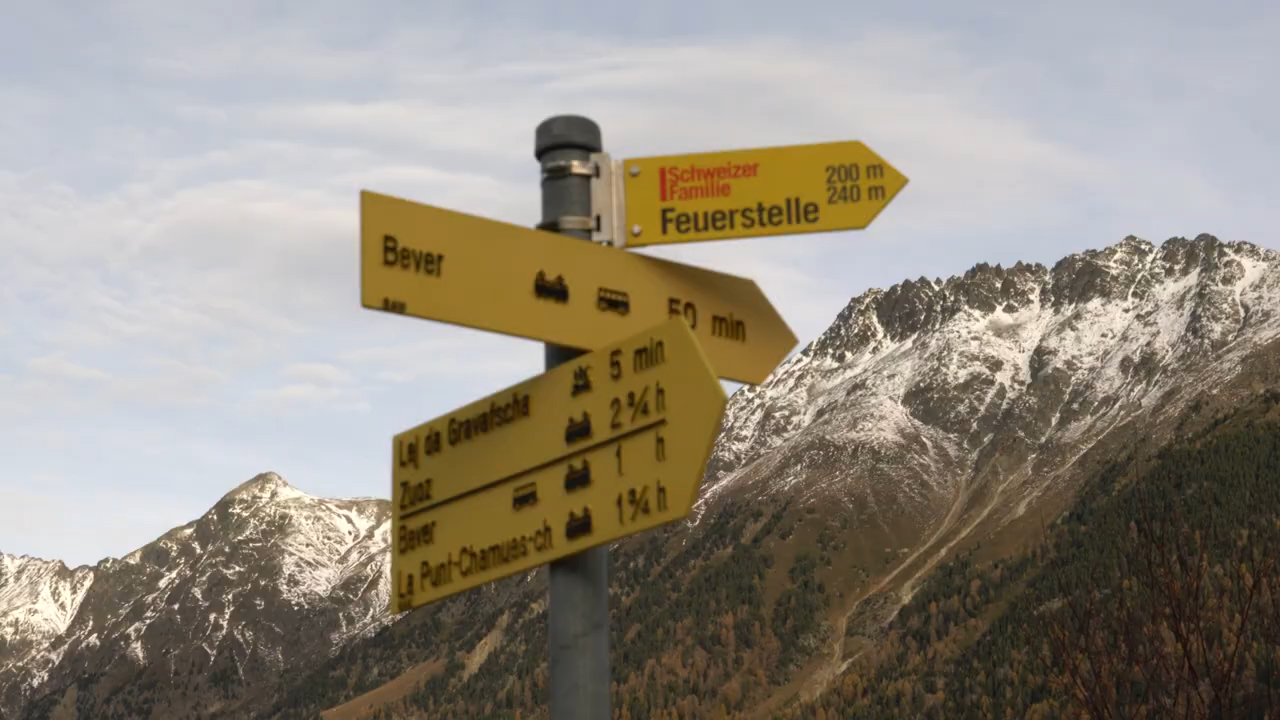 Schweizer
Familie
200 m
240 m
Feuerstelle
Bever
50 min
Lej da Gravatscha 5 min
Zuoz 2 3/4 h
Bever 1 h
La Punt-Chamues-ch 1 3/4 h